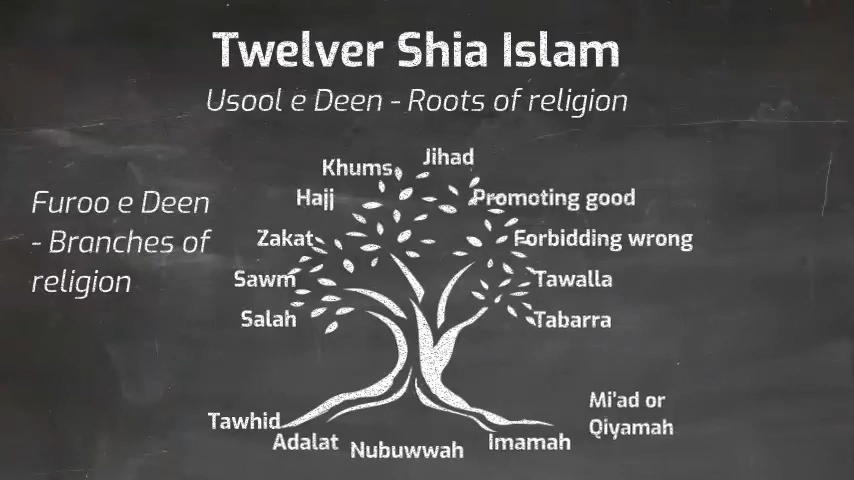 Twelver Shia Islam
Usool e Deen - Roots of religion
Furoo e Deen
- Branches of
religion
Khums
Jihad
Hajj
Promoting good
Zakat
Forbidding wrong
Sawm
Tawalla
Salah
Tabarra
Tawhid
Adalat
Nubuwwah
Imamah
Mi'ad or
Qiyamah